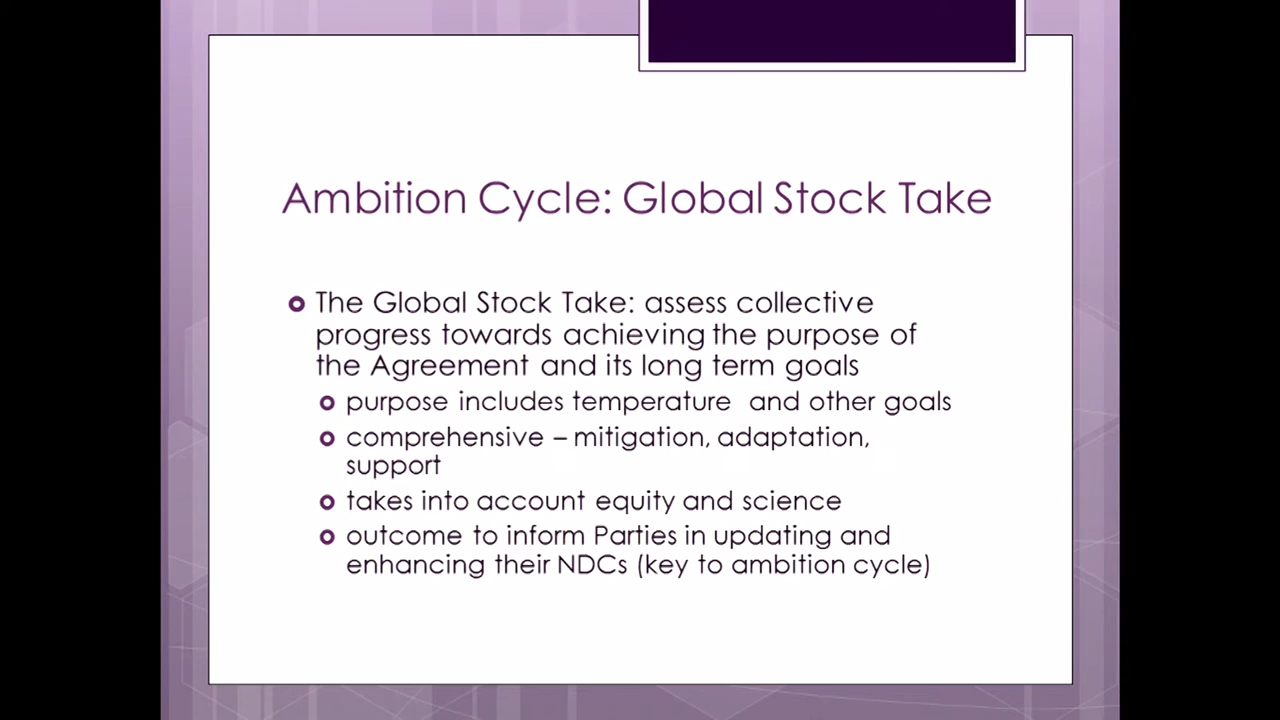 Ambition Cycle: Global Stock Take
The Global Stock Take: assess collective
progress towards achieving the purpose of
the Agreement and its long term goals
purpose includes temperature and other goals
comprehensive – mitigation, adaptation,
support
takes into account equity and science
outcome to inform Parties in updating and
enhancing their NDCs (key to ambition cycle)